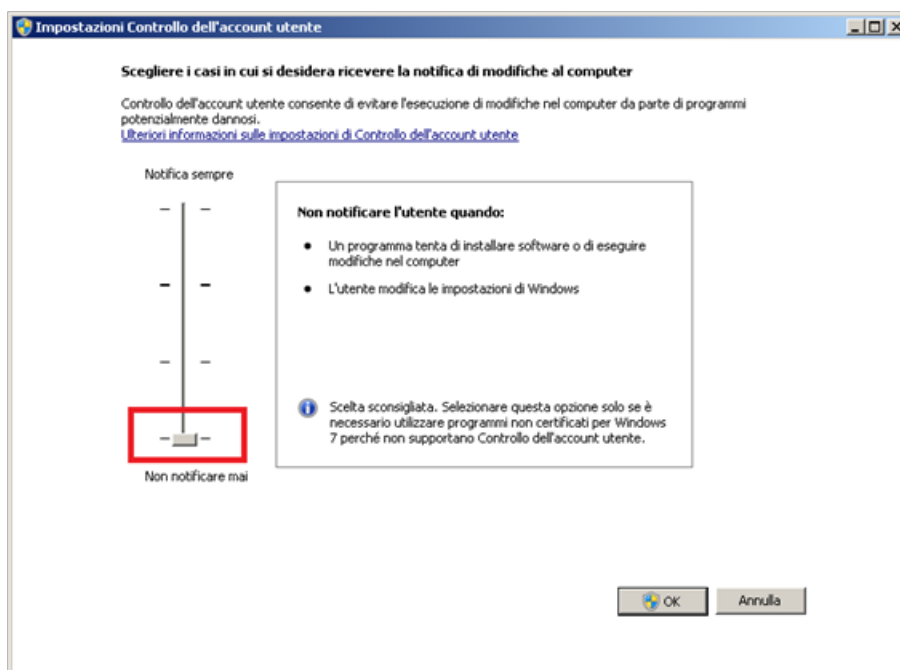 Impostazioni Controllo dell'account utente
Scegliere i casi in cui si desidera ricevere la notifica di modifiche al computer
Controllo dell'account utente consente di evitare l'esecuzione di modifiche nel computer da parte di programmi
potenzialmente dannosi.
Ulteriori informazioni sulle impostazioni di Controllo dell'account utente
Notifica sempre
Non notificare l'utente quando:
• Un programma tenta di installare software o di eseguire
modifiche nel computer
• L'utente modifica le impostazioni di Windows
Scelta sconsigliata. Selezionare questa opzione solo se è
necessario utilizzare programmi non certificati per Windows
7 perché non supportano Controllo dell'account utente.
Non notificare mai
OK
Annulla